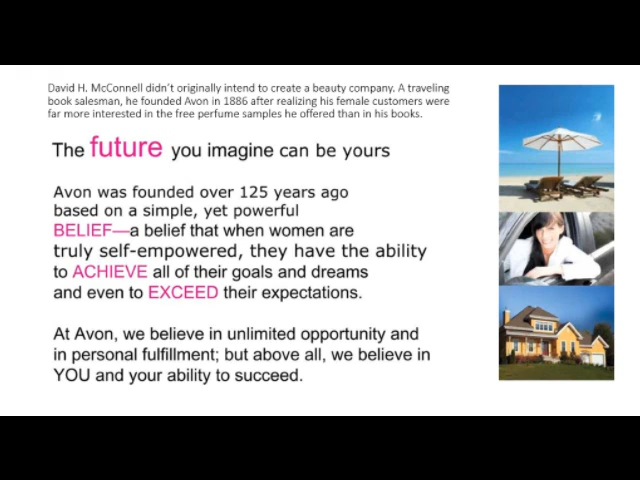 David H. McConnell didn't originally intend to create a beauty company. A traveling
book salesman, he founded Avon in 1886 after realizing his female customers were
far more interested in the free perfume samples he offered than in his books.
The future you imagine can be yours
Avon was founded over 125 years ago
based on a simple, yet powerful
BELIEF—a belief that when women are
truly self-empowered, they have the ability
to ACHIEVE all of their goals and dreams
and even to EXCEED their expectations.
At Avon, we believe in unlimited opportunity and
in personal fulfillment; but above all, we believe in
YOU and your ability to succeed.